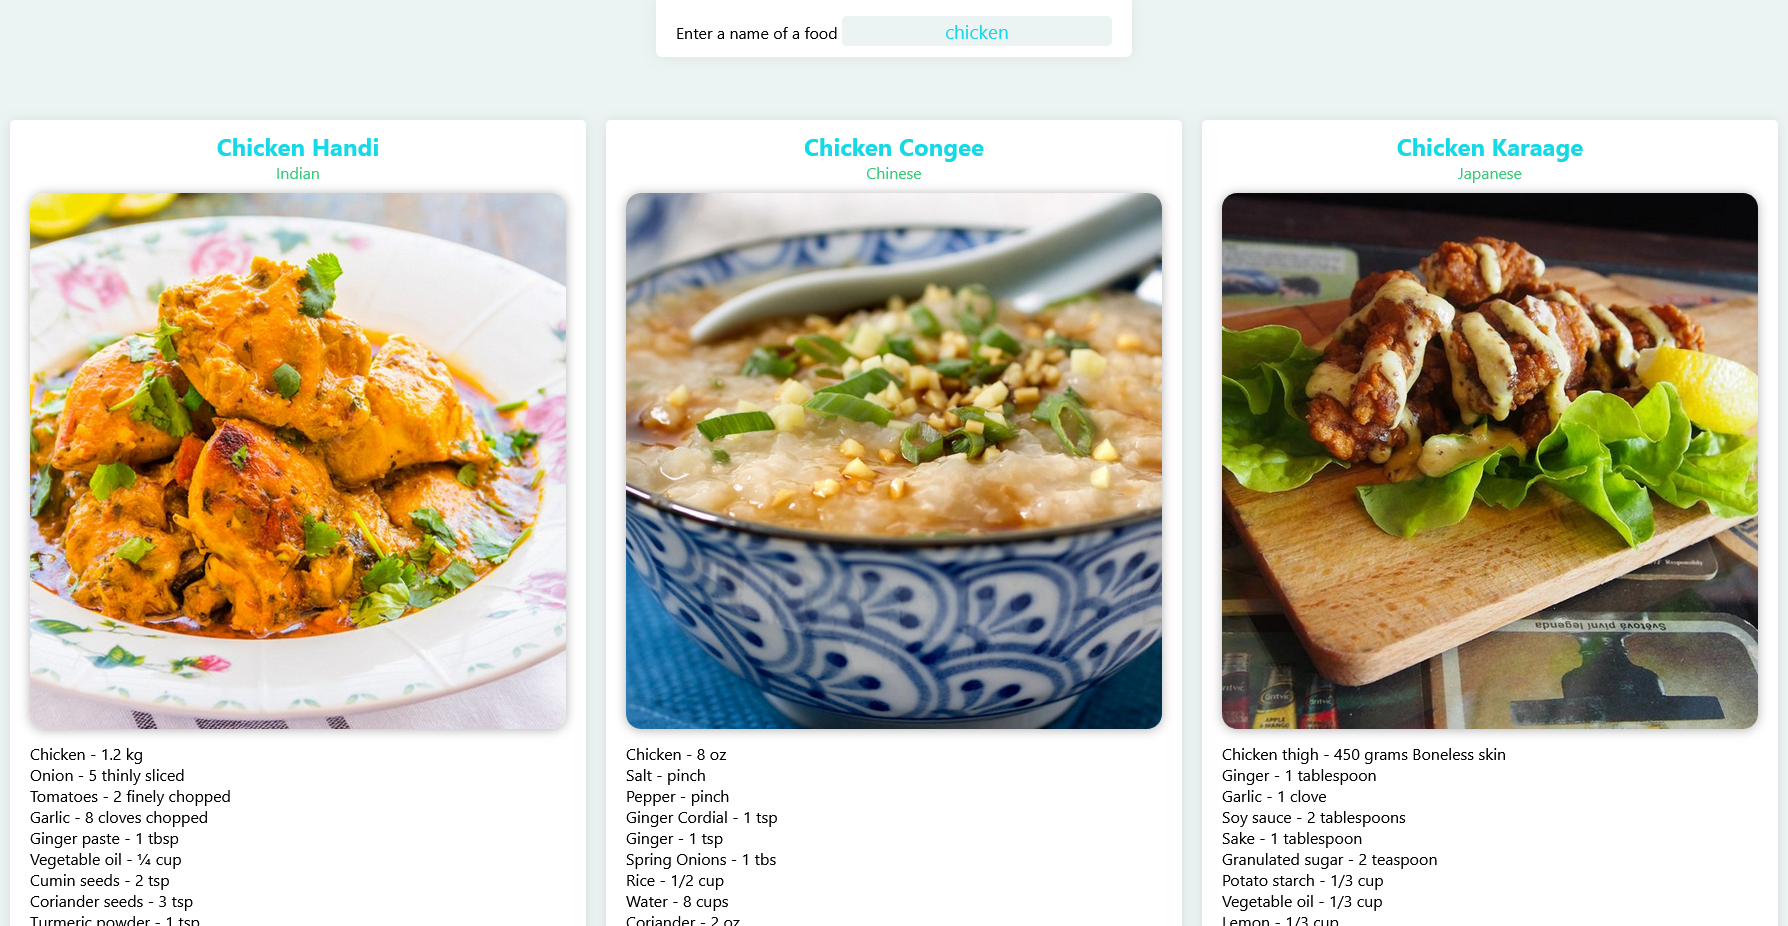 Enter a name of a food chicken
Chicken Handi
Indian
Chicken - 1.2 kg
Onion - 5 thinly sliced
Tomatoes - 2 finely chopped
Garlic - 8 cloves chopped
Ginger paste - 1 tbsp
Vegetable oil - ¼ cup
Cumin seeds - 2 tsp
Coriander seeds - 3 tsp
Turmeric powder - 1 tsp
Chicken Congee
Chinese
Chicken - 8 oz
Salt - pinch
Pepper - pinch
Ginger Cordial - 1 tsp
Ginger - 1 tsp
Spring Onions - 1 tbs
Rice - 1/2 cup
Water - 8 cups
Coriander - 2 oz
Chicken Karaage
Japanese
Světová pivní legenda
APPLE
& MANGO
Chicken thigh - 450 grams Boneless skin
Ginger - 1 tablespoon
Garlic - 1 clove
Soy sauce - 2 tablespoons
Sake - 1 tablespoon
Granulated sugar - 2 teaspoon
Potato starch - 1/3 cup
Vegetable oil - 1/3 cup
Lemon - 1/3 cup